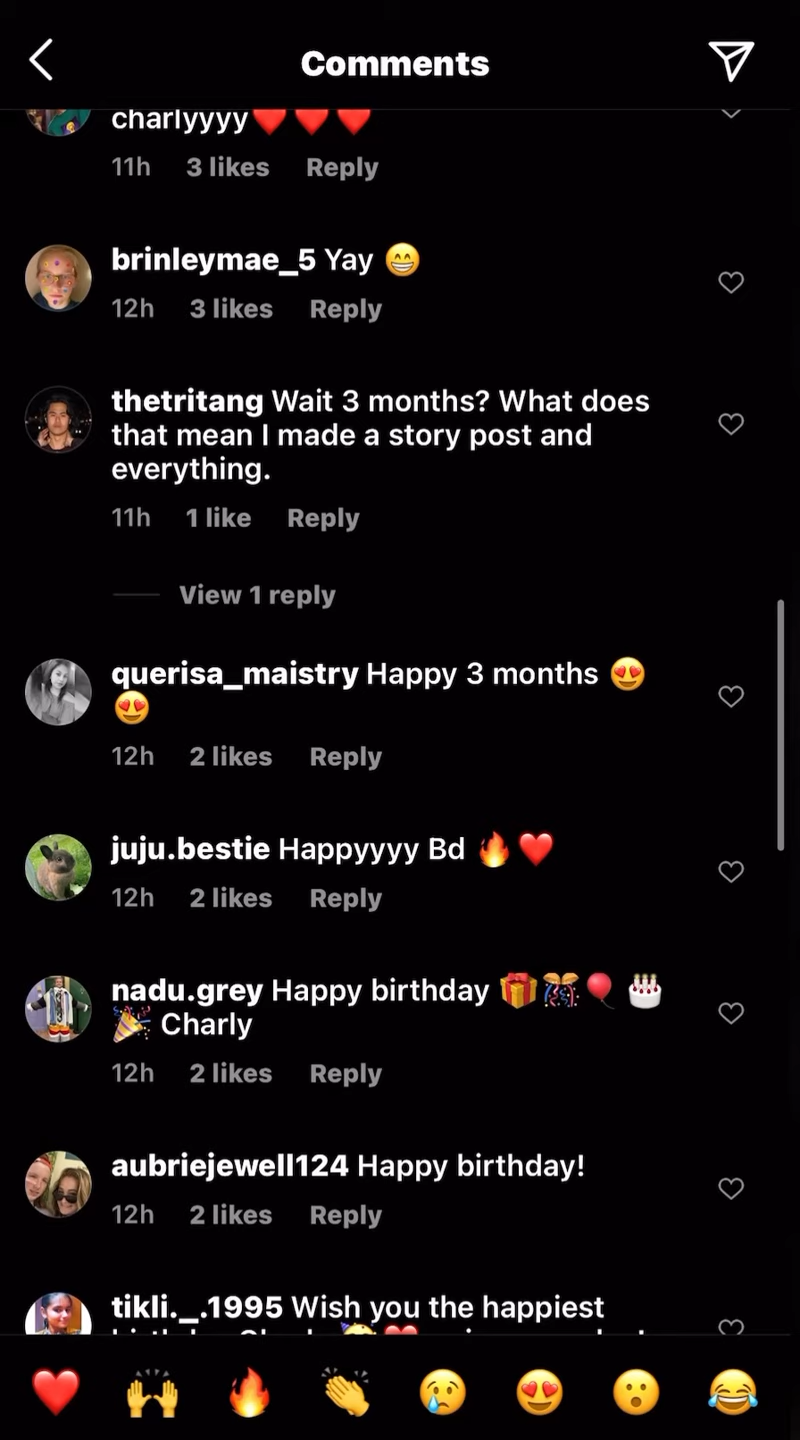 Comments
charlyyyy❤️❤️❤️
11h 3 likes Reply
brinleymae_5 Yay 😁
12h 3 likes Reply
thetritang Wait 3 months? What does
that mean I made a story post and
everything.
11h 1 like Reply
View 1 reply
querisa_maistry Happy 3 months 😍
😍
12h 2 likes Reply
juju.bestie Happyyyy Bd 🔥❤️
12h 2 likes Reply
nadu.grey Happy birthday 🎁🎊🎈🎂
🎉 Charly
12h 2 likes Reply
aubriejewell124 Happy birthday!
12h 2 likes Reply
tikli._.1995 Wish you the happiest